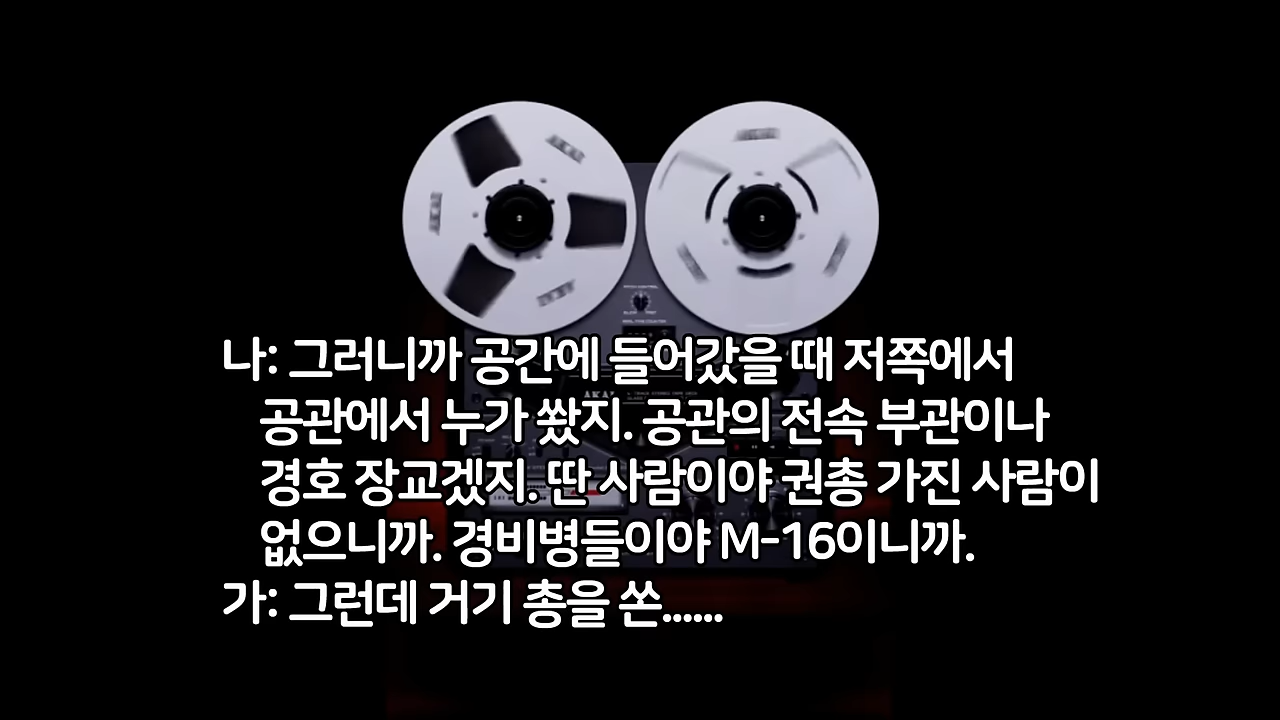 AKAI
PITCH CONTROL
나: 그러니까 공간에 들어갔을 때 저쪽에서
공관에서 누가 쐈지. 공관의 전속 부관이나
경호 장교겠지. 딴 사람이야 권총 가진 사람이
없으니까. 경비병들이야 M-16이니까.
가: 그런데 거기 총을 쏜......